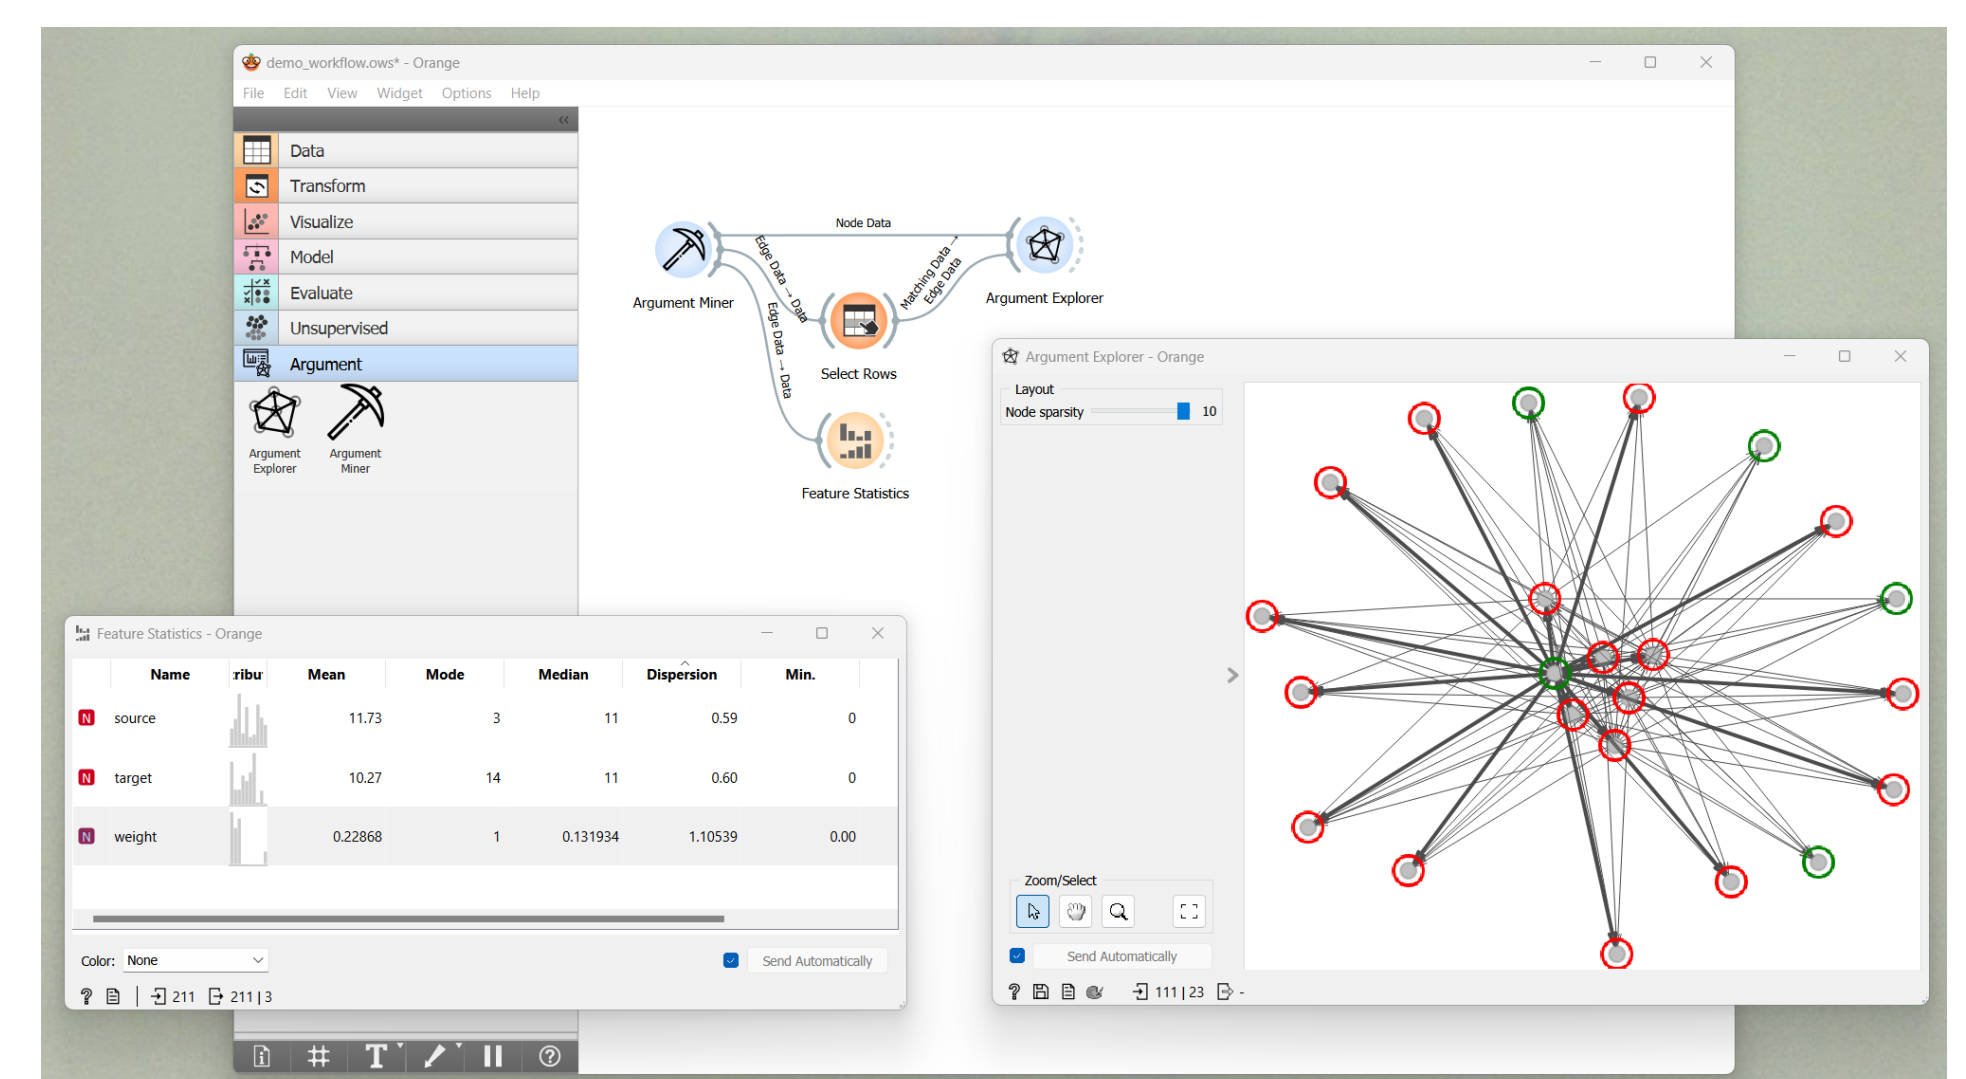 demo_workflow.ows* - Orange
File Edit View Widget Options Help
Data
Transform
Visualize
Model
Evaluate
Unsupervised
Argument
Argument Explorer
Argument Miner
Node Data
Edge Data → Data
Edge Data → Data
Matching Data → Edge Data
Argument Miner
Argument Explorer
Select Rows
Feature Statistics
Argument Explorer - Orange
Layout
Node sparsity 10
Zoom/Select
Send Automatically
111 | 23 -
Feature Statistics - Orange
Name :ribu· Mean Mode Median Dispersion Min.
N source 11.73 3 11 0.59 0
N target 10.27 14 11 0.60 0
N weight 0.22868 1 0.131934 1.10539 0.00
Color: None
Send Automatically
? 211 211 | 3